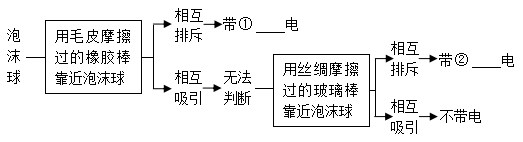 泡沫球
用毛皮摩擦
过的橡胶棒
靠近泡沫球
相互
排斥
带①____电
相互
吸引
无法
判断
用丝绸摩擦
过的玻璃棒
靠近泡沫球
相互
排斥
带②____电
相互
吸引
不带电